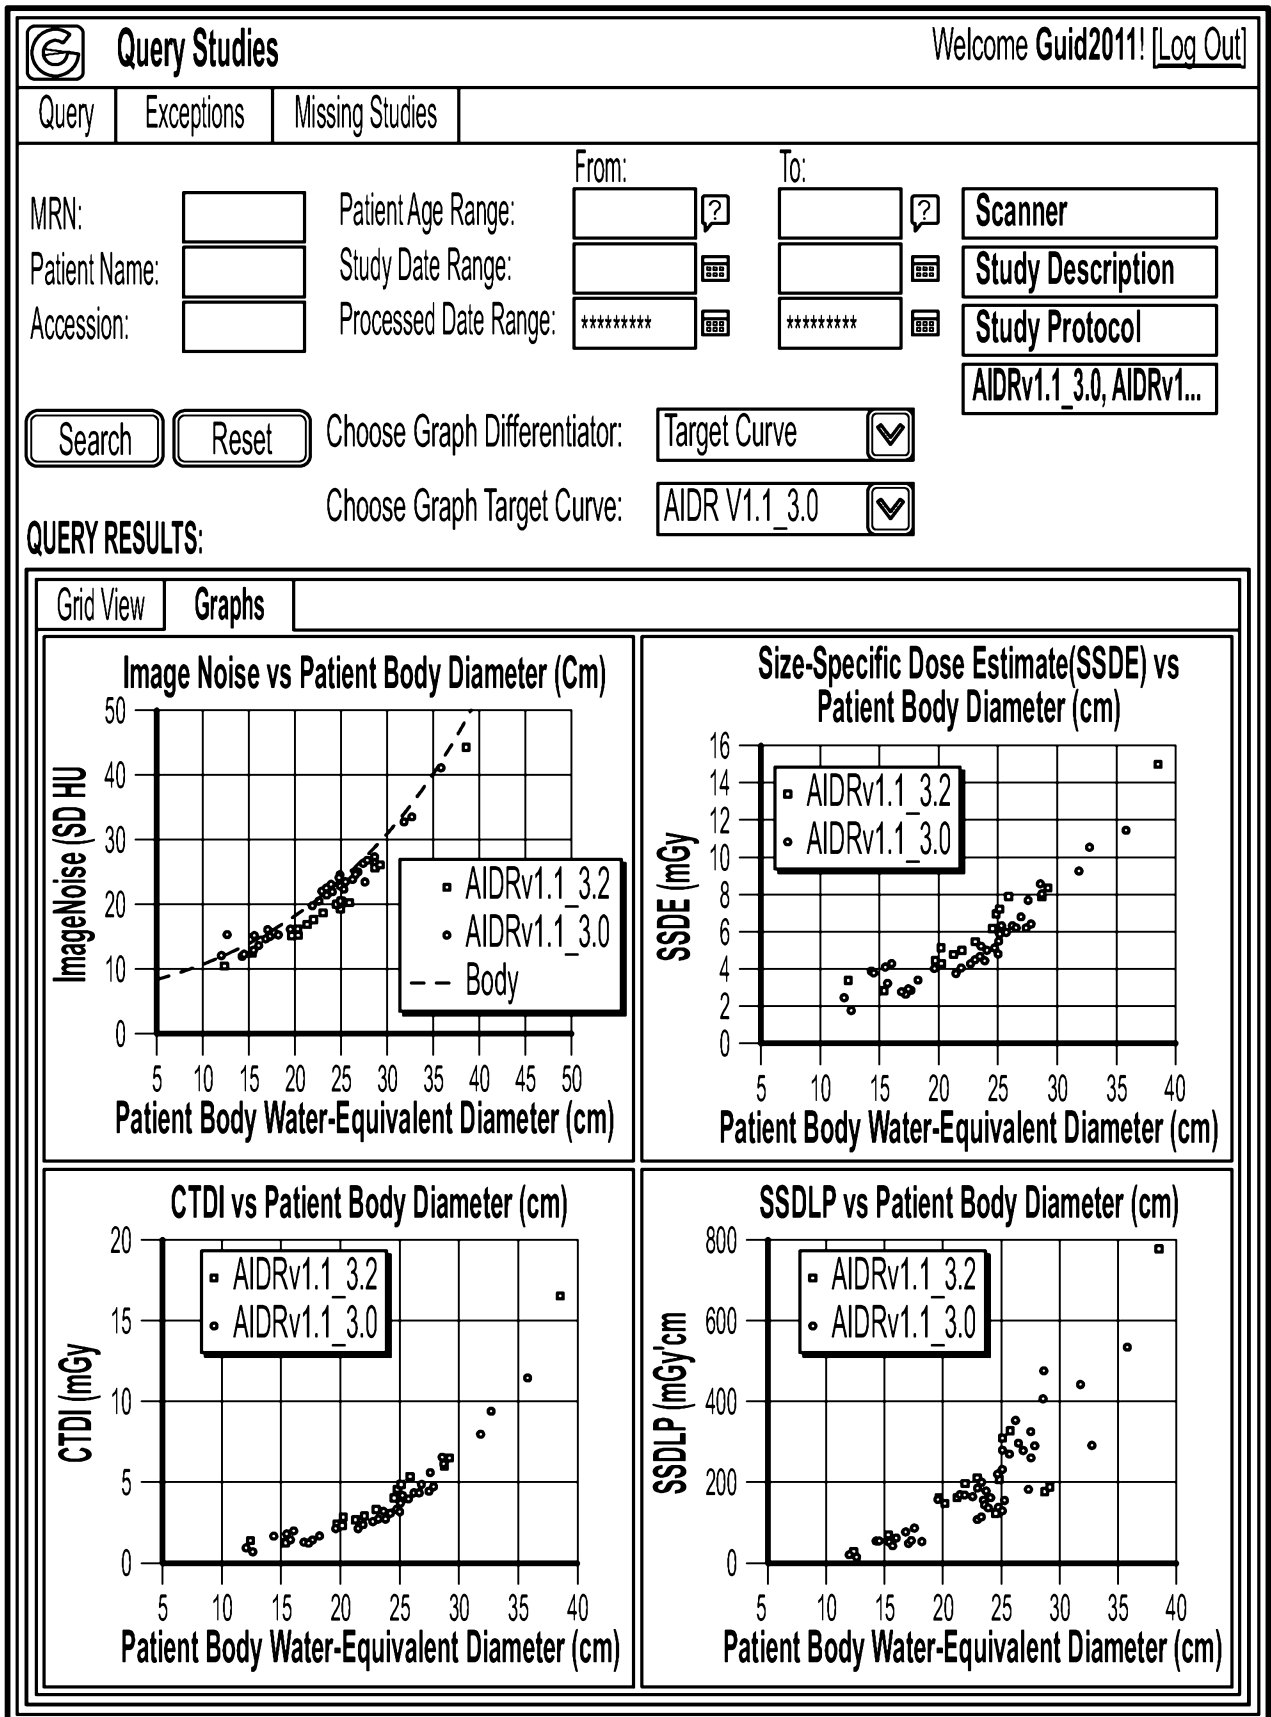 Query Studies
Welcome Guid2011! [Log Out]
Query Exceptions Missing Studies
From: To:
MRN: Patient Age Range: ? ? Scanner
Patient Name: Study Date Range: Study Description
Accession: Processed Date Range: ********* ********* Study Protocol
AIDRv1.1_3.0, AIDRv1...
Search Reset Choose Graph Differentiator: Target Curve
Choose Graph Target Curve: AIDR V1.1_3.0
QUERY RESULTS:
Grid View Graphs
Image Noise vs Patient Body Diameter (Cm)
50
40
30
20
10
0
ImageNoise (SD HU
AIDRv1.1_3.2
AIDRv1.1_3.0
Body
5 10 15 20 25 30 35 40 45 50
Patient Body Water-Equivalent Diameter (cm)
Size-Specific Dose Estimate(SSDE) vs
Patient Body Diameter (cm)
16
14
12
10
8
6
4
2
0
SSDE (mGy
AIDRv1.1_3.2
AIDRv1.1_3.0
5 10 15 20 25 30 35 40
Patient Body Water-Equivalent Diameter (cm)
CTDI vs Patient Body Diameter (cm)
20
15
10
5
0
CTDI (mGy
AIDRv1.1_3.2
AIDRv1.1_3.0
5 10 15 20 25 30 35 40
Patient Body Water-Equivalent Diameter (cm)
SSDLP vs Patient Body Diameter (cm)
800
600
400
200
0
SSDLP (mGy'cm
AIDRv1.1_3.2
AIDRv1.1_3.0
5 10 15 20 25 30 35 40
Patient Body Water-Equivalent Diameter (cm)